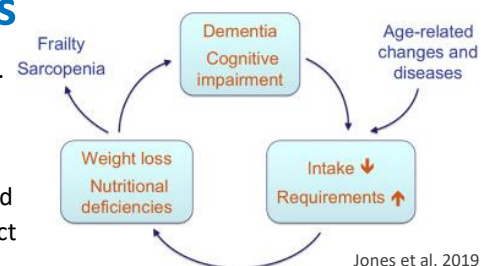 s
Frailty
Sarcopenia
.
Dementia
Cognitive
impairment
Age-related
changes and
diseases
Weight loss
Nutritional
deficiencies
Intake ↓
Requirements ↑
d
ct
Jones et al. 2019